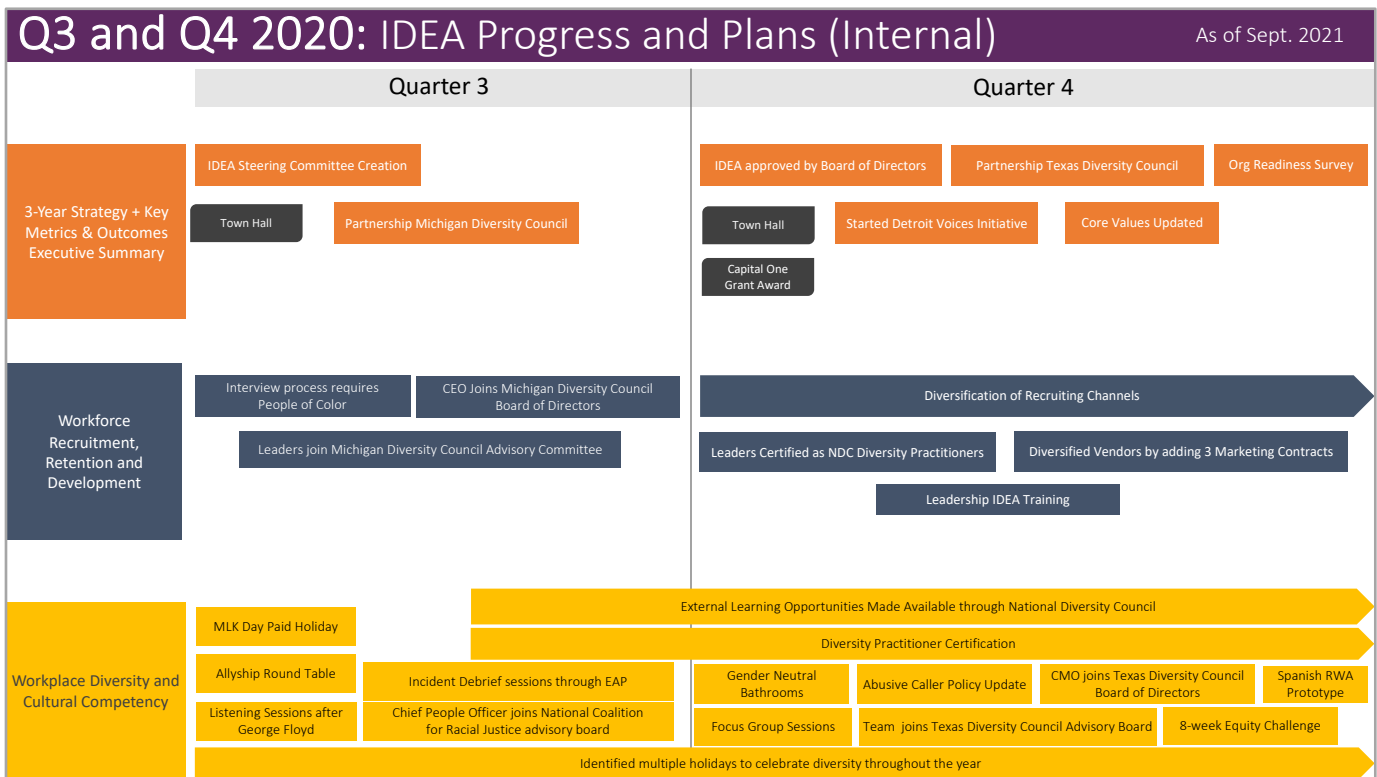 Q3 and Q4 2020: IDEA Progress and Plans (Internal)
As of Sept. 2021
Quarter 3
Quarter 4
3-Year Strategy + Key
Metrics & Outcomes
Executive Summary
IDEA Steering Committee Creation
Town Hall
Partnership Michigan Diversity Council
IDEA approved by Board of Directors
Partnership Texas Diversity Council
Org Readiness Survey
Town Hall
Started Detroit Voices Initiative
Core Values Updated
Capital One
Grant Award
Workforce
Recruitment,
Retention and
Development
Interview process requires
People of Color
CEO Joins Michigan Diversity Council
Board of Directors
Leaders join Michigan Diversity Council Advisory Committee
Diversification of Recruiting Channels
Leaders Certified as NDC Diversity Practitioners
Diversified Vendors by adding 3 Marketing Contracts
Leadership IDEA Training
Workplace Diversity and
Cultural Competency
External Learning Opportunities Made Available through National Diversity Council
MLK Day Paid Holiday
Diversity Practitioner Certification
Allyship Round Table
Incident Debrief sessions through EAP
Gender Neutral
Bathrooms
Abusive Caller Policy Update
CMO joins Texas Diversity Council
Board of Directors
Spanish RWA
Prototype
Listening Sessions after
George Floyd
Chief People Officer joins National Coalition
for Racial Justice advisory board
Focus Group Sessions
Team  joins Texas Diversity Council Advisory Board
8-week Equity Challenge
Identified multiple holidays to celebrate diversity throughout the year